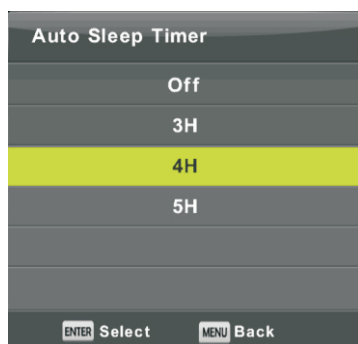 Auto Sleep Timer
Off
3H
4H
5H
ENTER Select MENU Back